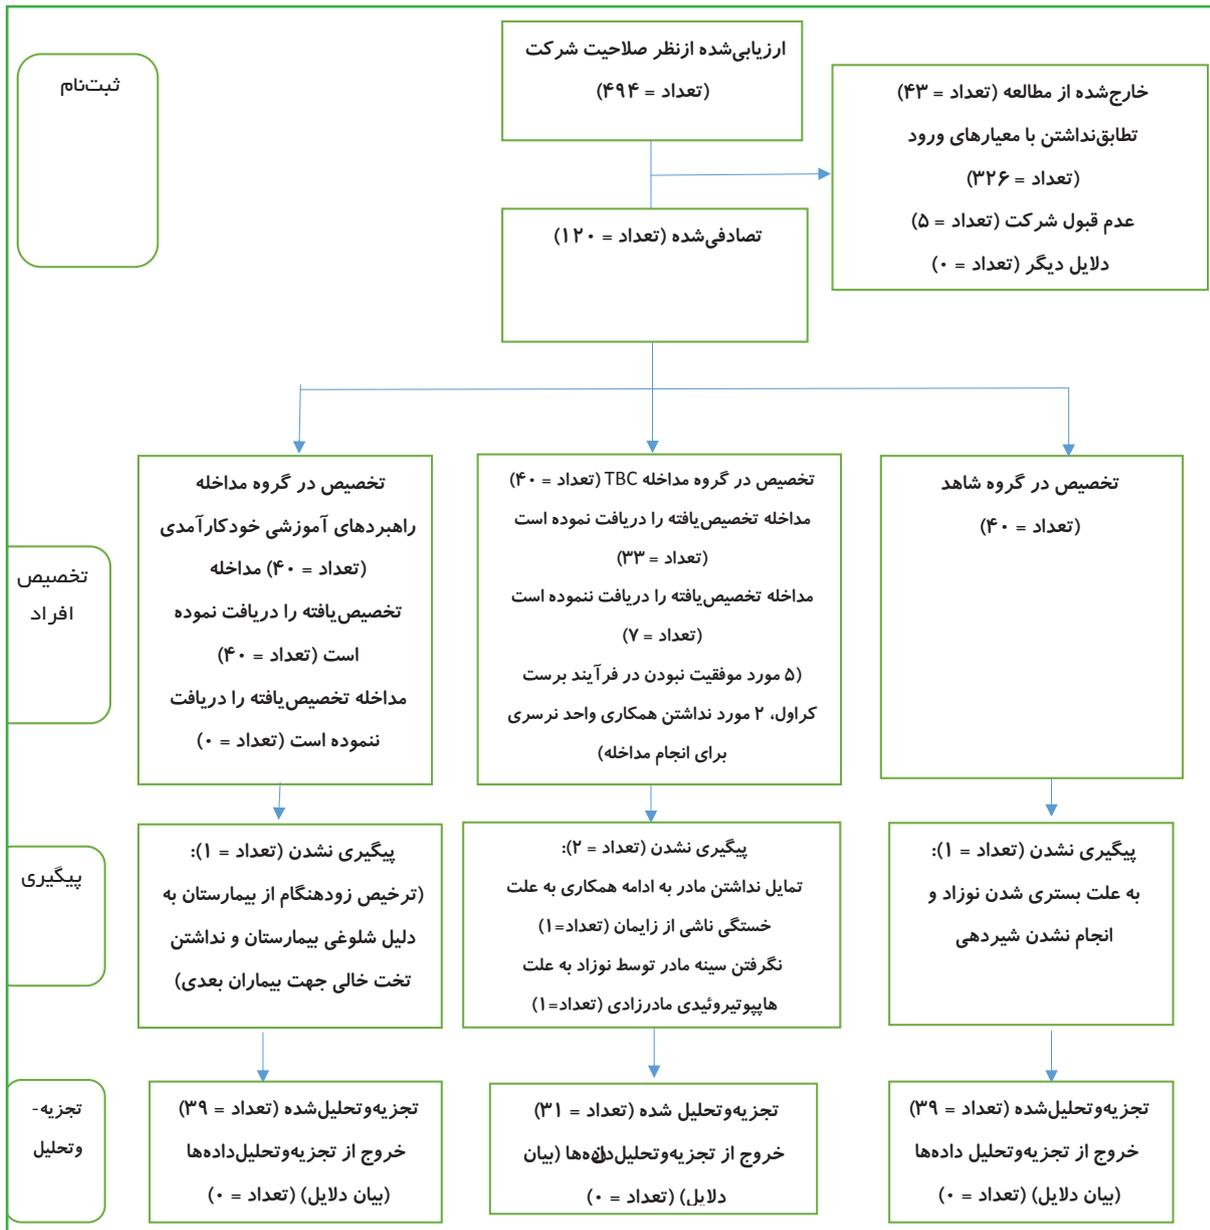 ثبت‌نام
ارزیابی‌شده ازنظر صلاحیت شرکت
(تعداد = ۴۹۴)
خارج‌شده از مطالعه (تعداد = ۴۳)
تطابق‌نداشتن با معیارهای ورود
(تعداد = ۳۲۶)
عدم قبول شرکت (تعداد = ۵)
دلایل دیگر (تعداد = ۰)
تصادفی‌شده (تعداد = ۱۲۰)
تخصیص
افراد
تخصیص در گروه شاهد
(تعداد = ۴۰)
تخصیص در گروه مداخله TBC (تعداد = ۴۰)
مداخله تخصیص‌یافته را دریافت نموده است
(تعداد = ۳۳)
مداخله تخصیص‌یافته را دریافت ننموده است
(تعداد = ۷)
(۵ مورد موفقیت نبودن در فرآیند برست
کراول، ۲ مورد نداشتن همکاری واحد نرسری
برای انجام مداخله)
تخصیص در گروه مداخله
راهبردهای آموزشی خودکارآمدی
(تعداد = ۴۰) مداخله
تخصیص‌یافته را دریافت نموده
است (تعداد = ۴۰)
مداخله تخصیص‌یافته را دریافت
ننموده است (تعداد = ۰)
پیگیری
پیگیری نشدن (تعداد = ۱):
به علت بستری شدن نوزاد و
انجام نشدن شیردهی
پیگیری نشدن (تعداد = ۲):
تمایل نداشتن مادر به ادامه همکاری به علت
خستگی ناشی از زایمان (تعداد=۱)
نگرفتن سینه مادر توسط نوزاد به علت
هایپوتیروئیدی مادرزادی (تعداد=۱)
پیگیری نشدن (تعداد = ۱):
(ترخیص زودهنگام از بیمارستان به
دلیل شلوغی بیمارستان و نداشتن
تخت خالی جهت بیماران بعدی)
تجزیه-
وتحلیل
تجزیه‌وتحلیل‌شده (تعداد = ۳۹)
خروج از تجزیه‌وتحلیل داده‌ها
(بیان دلایل) (تعداد = ۰)
تجزیه‌وتحلیل شده (تعداد = ۳۱)
خروج از تجزیه‌وتحلیل‌داده‌ها (بیان
دلایل) (تعداد = ۰)
تجزیه‌وتحلیل‌شده (تعداد = ۳۹)
خروج از تجزیه‌وتحلیل‌داده‌ها
(بیان دلایل) (تعداد = ۰)